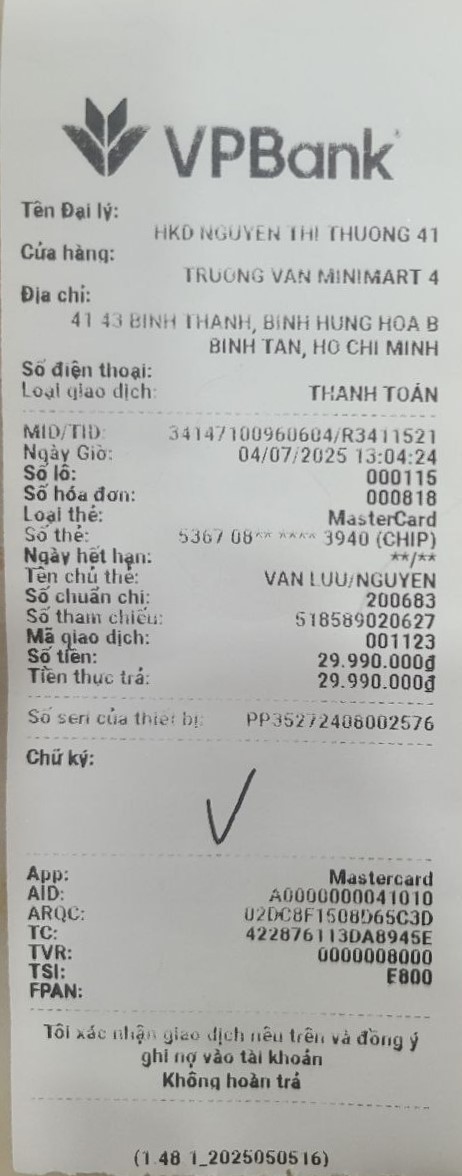 VPBank
Tên Đại lý:
HKD NGUYEN THI THUONG 41
Cửa hàng:
TRUONG VAN MINIMART 4
Địa chỉ:
41 43 BINH THANH, BINH HUNG HOA B
BINH TAN, HO CHI MINH
Số điện thoại:
Loại giao dịch: THANH TOÁN
MID/TID: 34147100960604/R3411521
Ngày Giờ: 04/07/2025 13:04:24
Số lô: 000115
Số hóa đơn: 000818
Loại thẻ: MasterCard
Số thẻ: 5367 08** **** 3940 (CHIP)
Ngày hết hạn: **/**
Tên chủ thẻ: VAN LUU/NGUYEN
Số chuẩn chi: 200683
Số tham chiếu: 518589020627
Mã giao dịch: 001123
Số tiền: 29.990.000₫
Tiền thực trả: 29.990.000₫
Số seri của thiết bị: PP35272408002576
Chữ ký:
App: Mastercard
AID: A0000000041010
ARQC: 02DC8F1508D65C3D
TC: 422876113DA8945E
TVR: 0000008000
TSI: E800
FPAN:
Tôi xác nhận giao dịch nêu trên và đồng ý
ghi nợ vào tài khoản
Không hoàn trả
(1.48 1_2025050516)